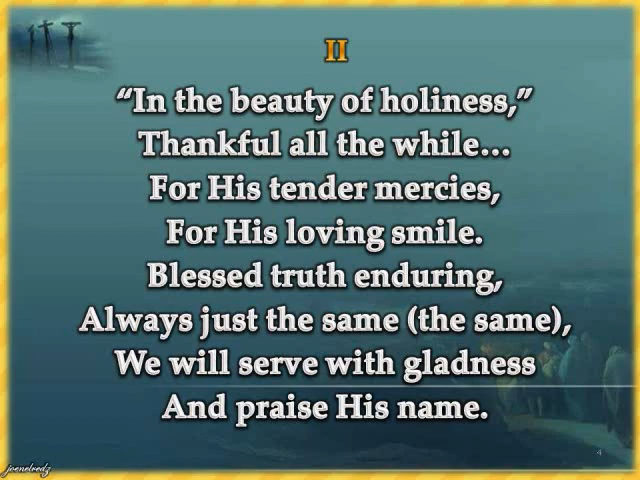 II
“In the beauty of holiness,”
Thankful all the while...
For His tender mercies,
For His loving smile.
Blessed truth enduring,
Always just the same (the same),
We will serve with gladness
And praise His name.
4
joenetredz